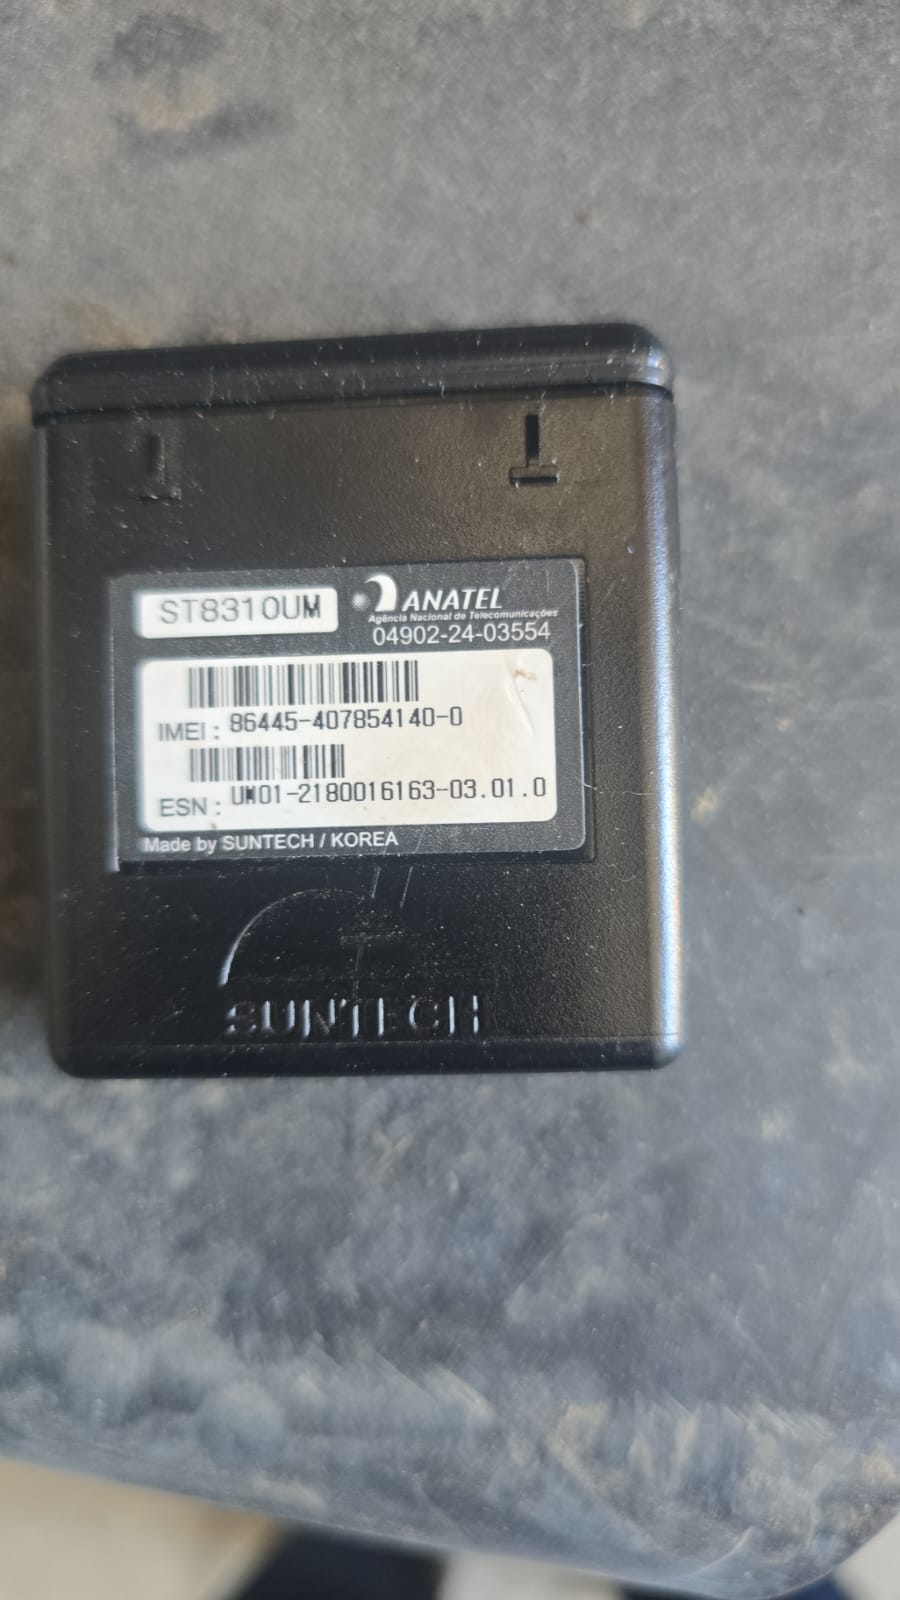 ST8310UM
ANATEL
Agência Nacional de Telecomunicações
04902-24-03554
IMEI : 86445-407854140-0
ESN : UM01-2180016163-03.01.0
Made by SUNTECH / KOREA
SUNTECH